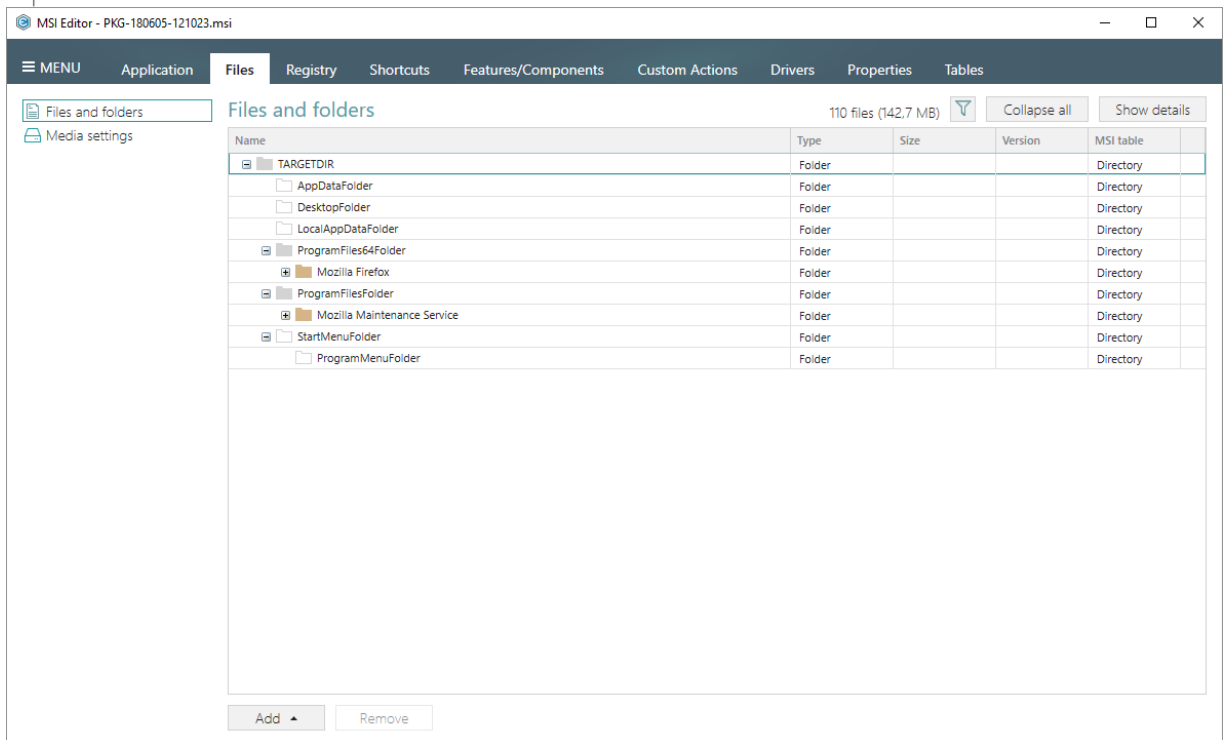 MSI Editor - PKG-180605-121023.msi
MENU Application Files Registry Shortcuts Features/Components Custom Actions Drivers Properties Tables
Files and folders
Media settings
Files and folders 110 files (142,7 MB) Collapse all Show details
Name Type Size Version MSI table
TARGETDIR Folder Directory
AppDataFolder Folder Directory
DesktopFolder Folder Directory
LocalAppDataFolder Folder Directory
ProgramFiles64Folder Folder Directory
Mozilla Firefox Folder Directory
ProgramFilesFolder Folder Directory
Mozilla Maintenance Service Folder Directory
StartMenuFolder Folder Directory
ProgramMenuFolder Folder Directory
Add Remove